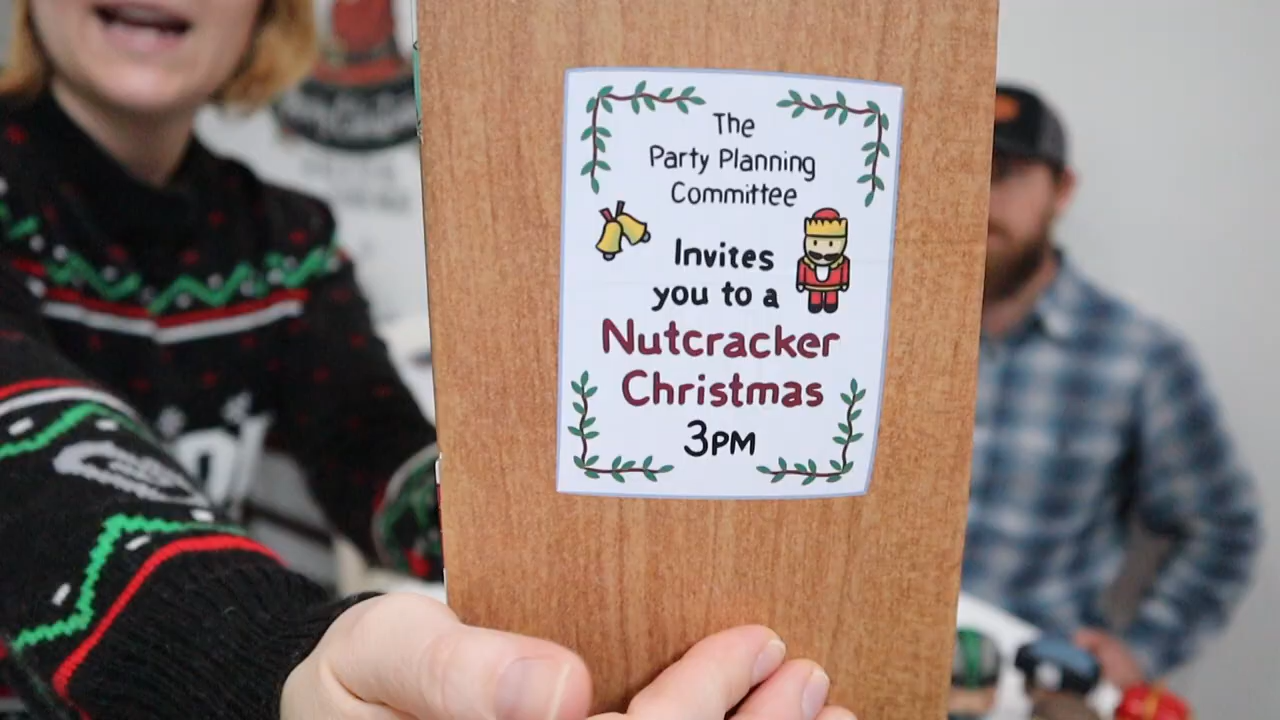 The
Party Planning
Committee
Invites
you to a
Nutcracker
Christmas
3PM